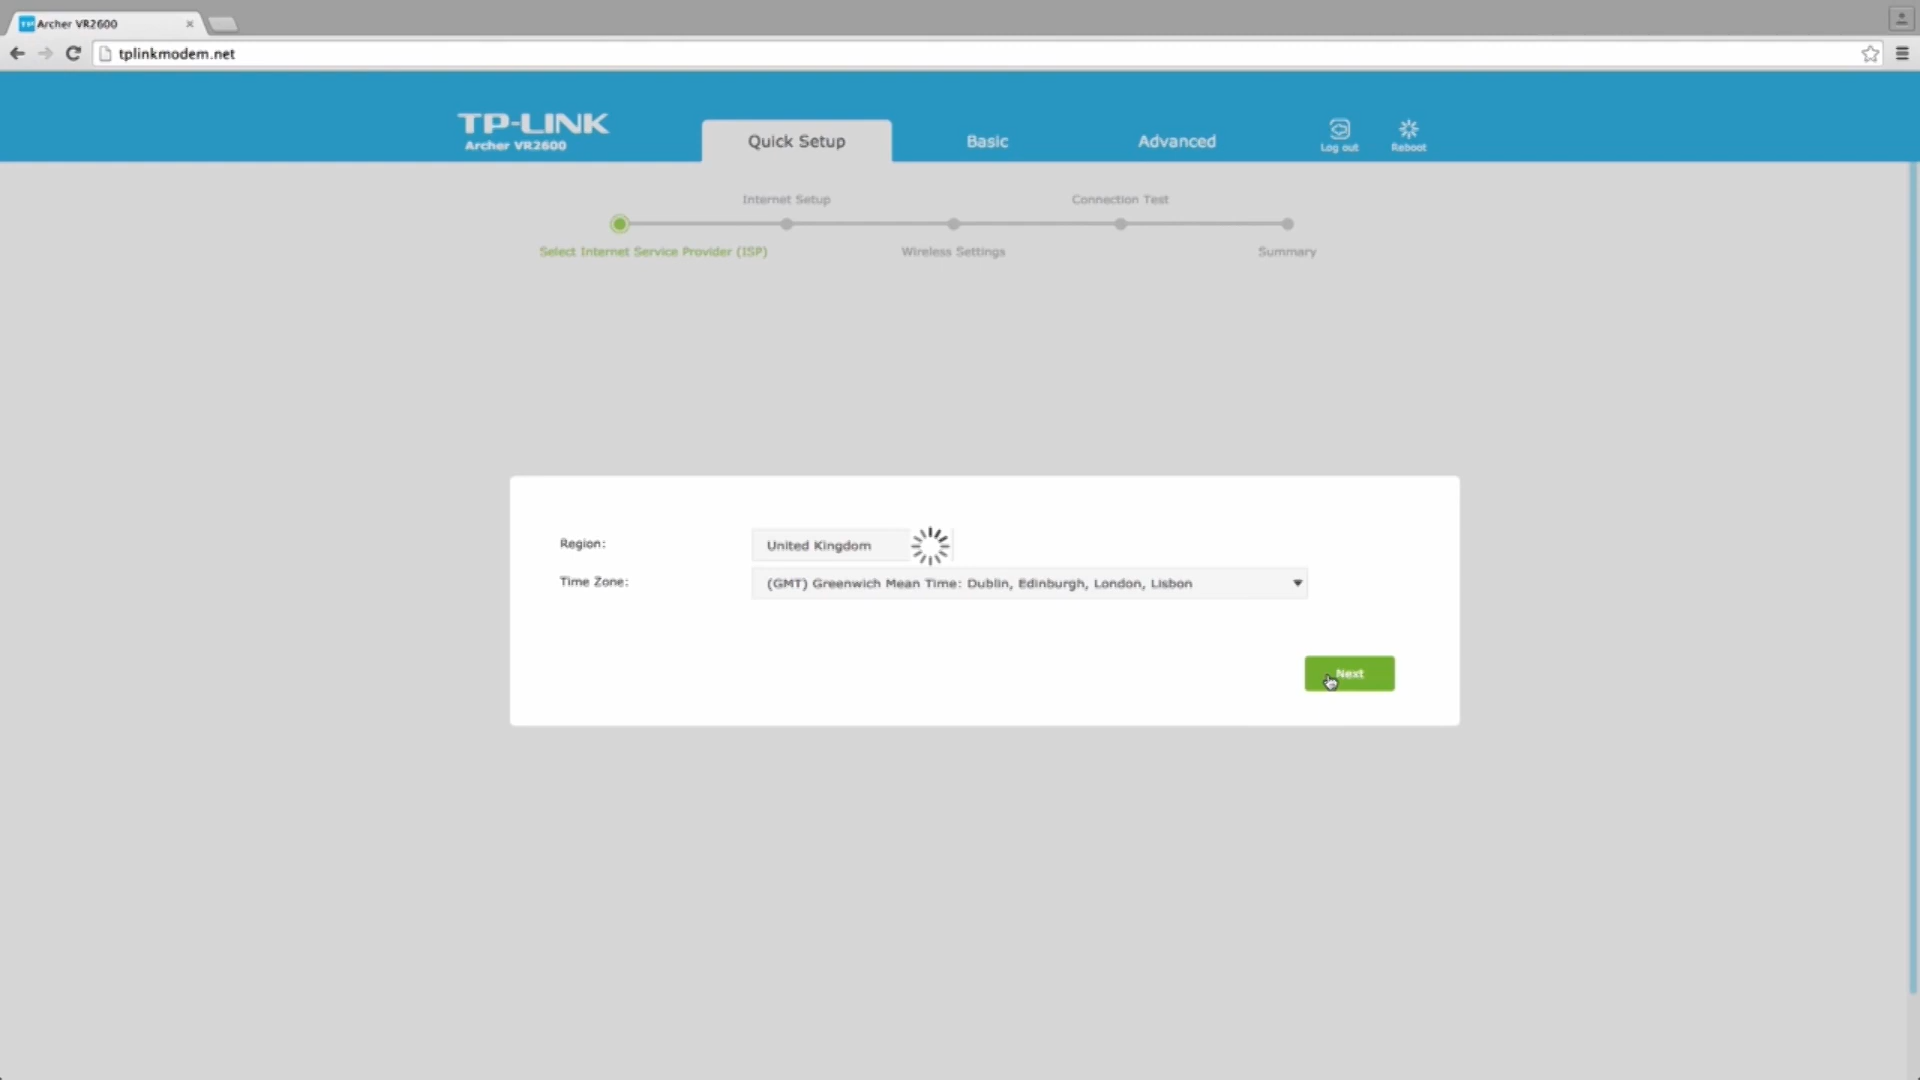 Archer VR2600
tplinkmodem.net
TP-LINK
Archer VR2600
Quick Setup
Basic
Advanced
Log out
Reboot
Internet Setup
Connection Test
Select Internet Service Provider (ISP)
Wireless Settings
Summary
Region:
United Kingdom
Time Zone:
(GMT) Greenwich Mean Time: Dublin, Edinburgh, London, Lisbon
Next